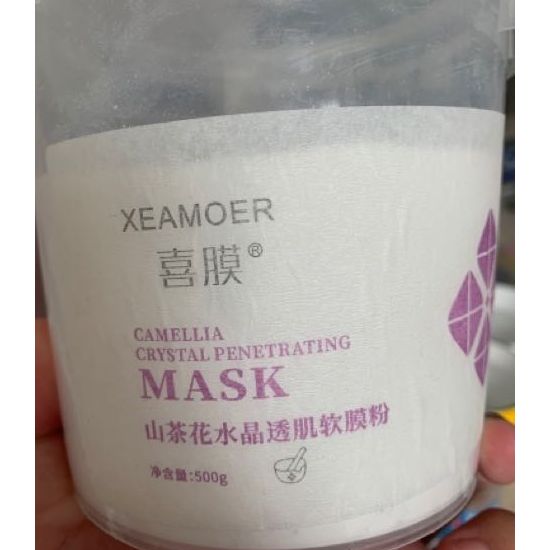 XEAMOER
喜膜®
CAMELLIA
CRYSTAL PENETRATING
MASK
山茶花水晶透肌软膜粉
净含量:500g